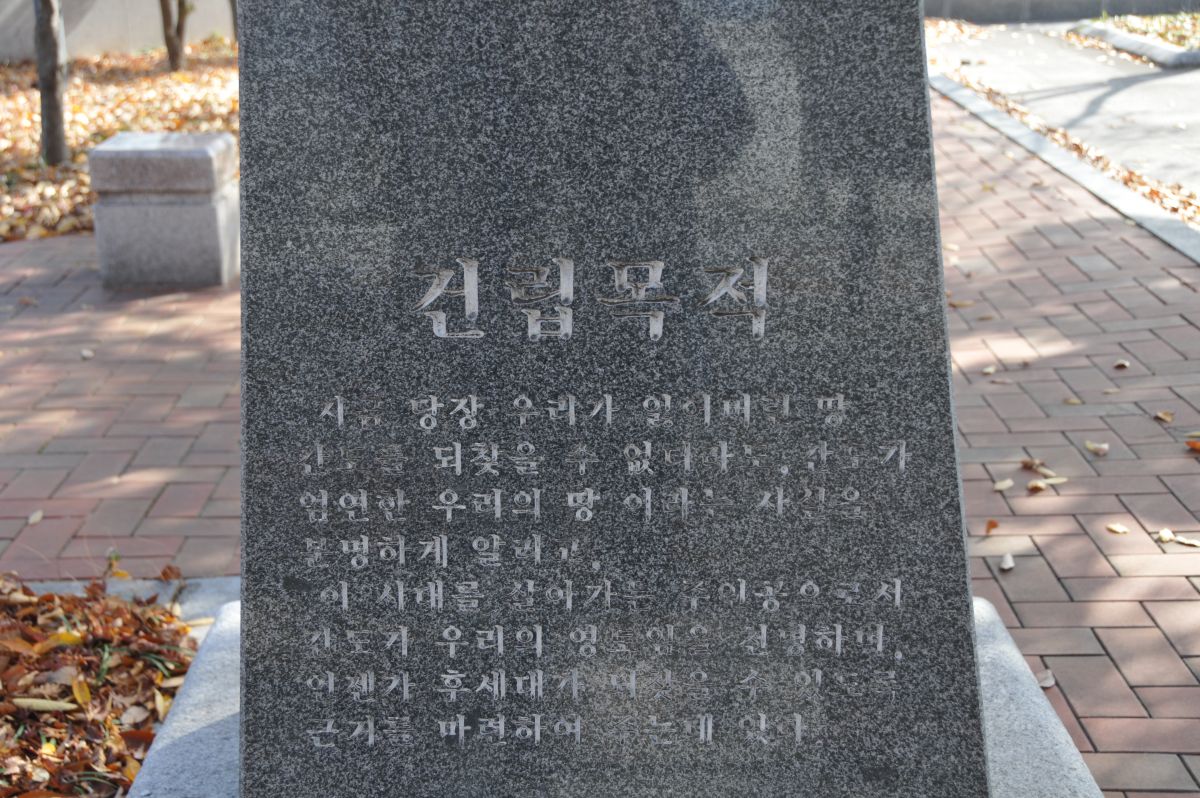 건립목적
지금 당장 우리가 잃어버린 땅
간도를 되찾을 수 없더라도, 간도가
엄연한 우리의 땅 이라는 사실을
분명하게 알리고,
이 시대를 살아가는 주인공으로서
간도가 우리의 영토임을 천명하며,
언젠가 후세대가 되찾을 수 있도록
근거를 마련하여 주는데 있다.